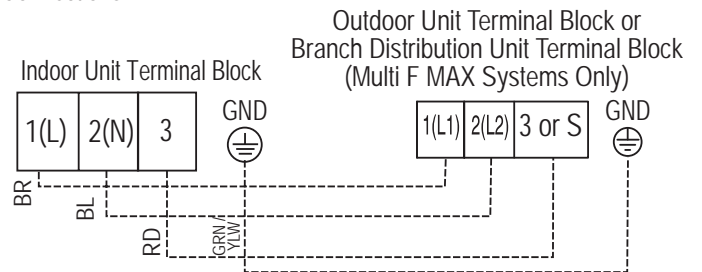 Outdoor Unit Terminal Block or
Branch Distribution Unit Terminal Block
(Multi F MAX Systems Only)
Indoor Unit Terminal Block
1(L) 2(N) 3
GND
1(L1) 2(L2) 3 or S
GND
BR
BL
RD
GRN/
YLW